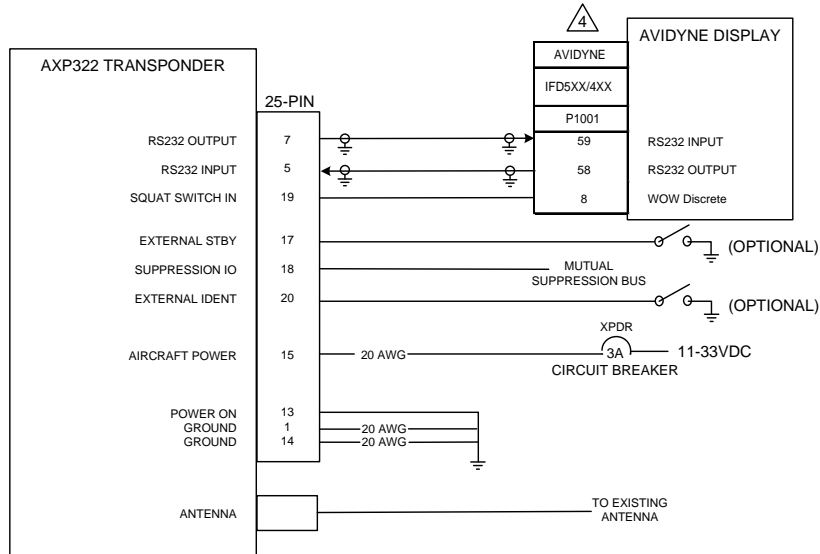 4
AVIDYNE DISPLAY
AVIDYNE
IFD5XX/4XX
P1001
AXP322 TRANSPONDER
25-PIN
RS232 OUTPUT 7 59 RS232 INPUT
RS232 INPUT 5 58 RS232 OUTPUT
SQUAT SWITCH IN 19 8 WOW Discrete
EXTERNAL STBY 17 (OPTIONAL)
SUPPRESSION IO 18 MUTUAL
SUPPRESSION BUS
EXTERNAL IDENT 20 (OPTIONAL)
XPDR
AIRCRAFT POWER 15 20 AWG 3A 11-33VDC
CIRCUIT BREAKER
POWER ON 13
GROUND 1 20 AWG
GROUND 14 20 AWG
ANTENNA TO EXISTING
ANTENNA